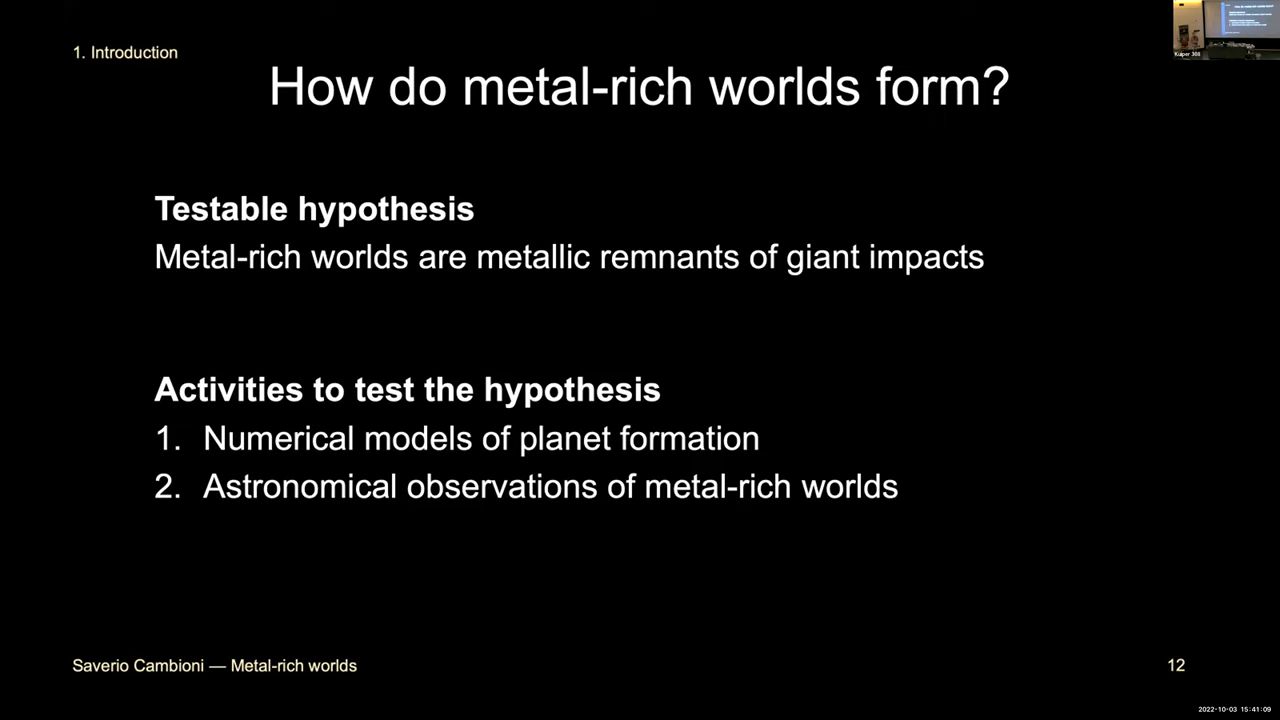 1. Introduction
How do metal-rich worlds form?
Testable hypothesis
Metal-rich worlds are metallic remnants of giant impacts
Activities to test the hypothesis
1. Numerical models of planet formation
2. Astronomical observations of metal-rich worlds
Saverio Cambioni — Metal-rich worlds
12
Kuiper 308
2022-10-03 15:41:09